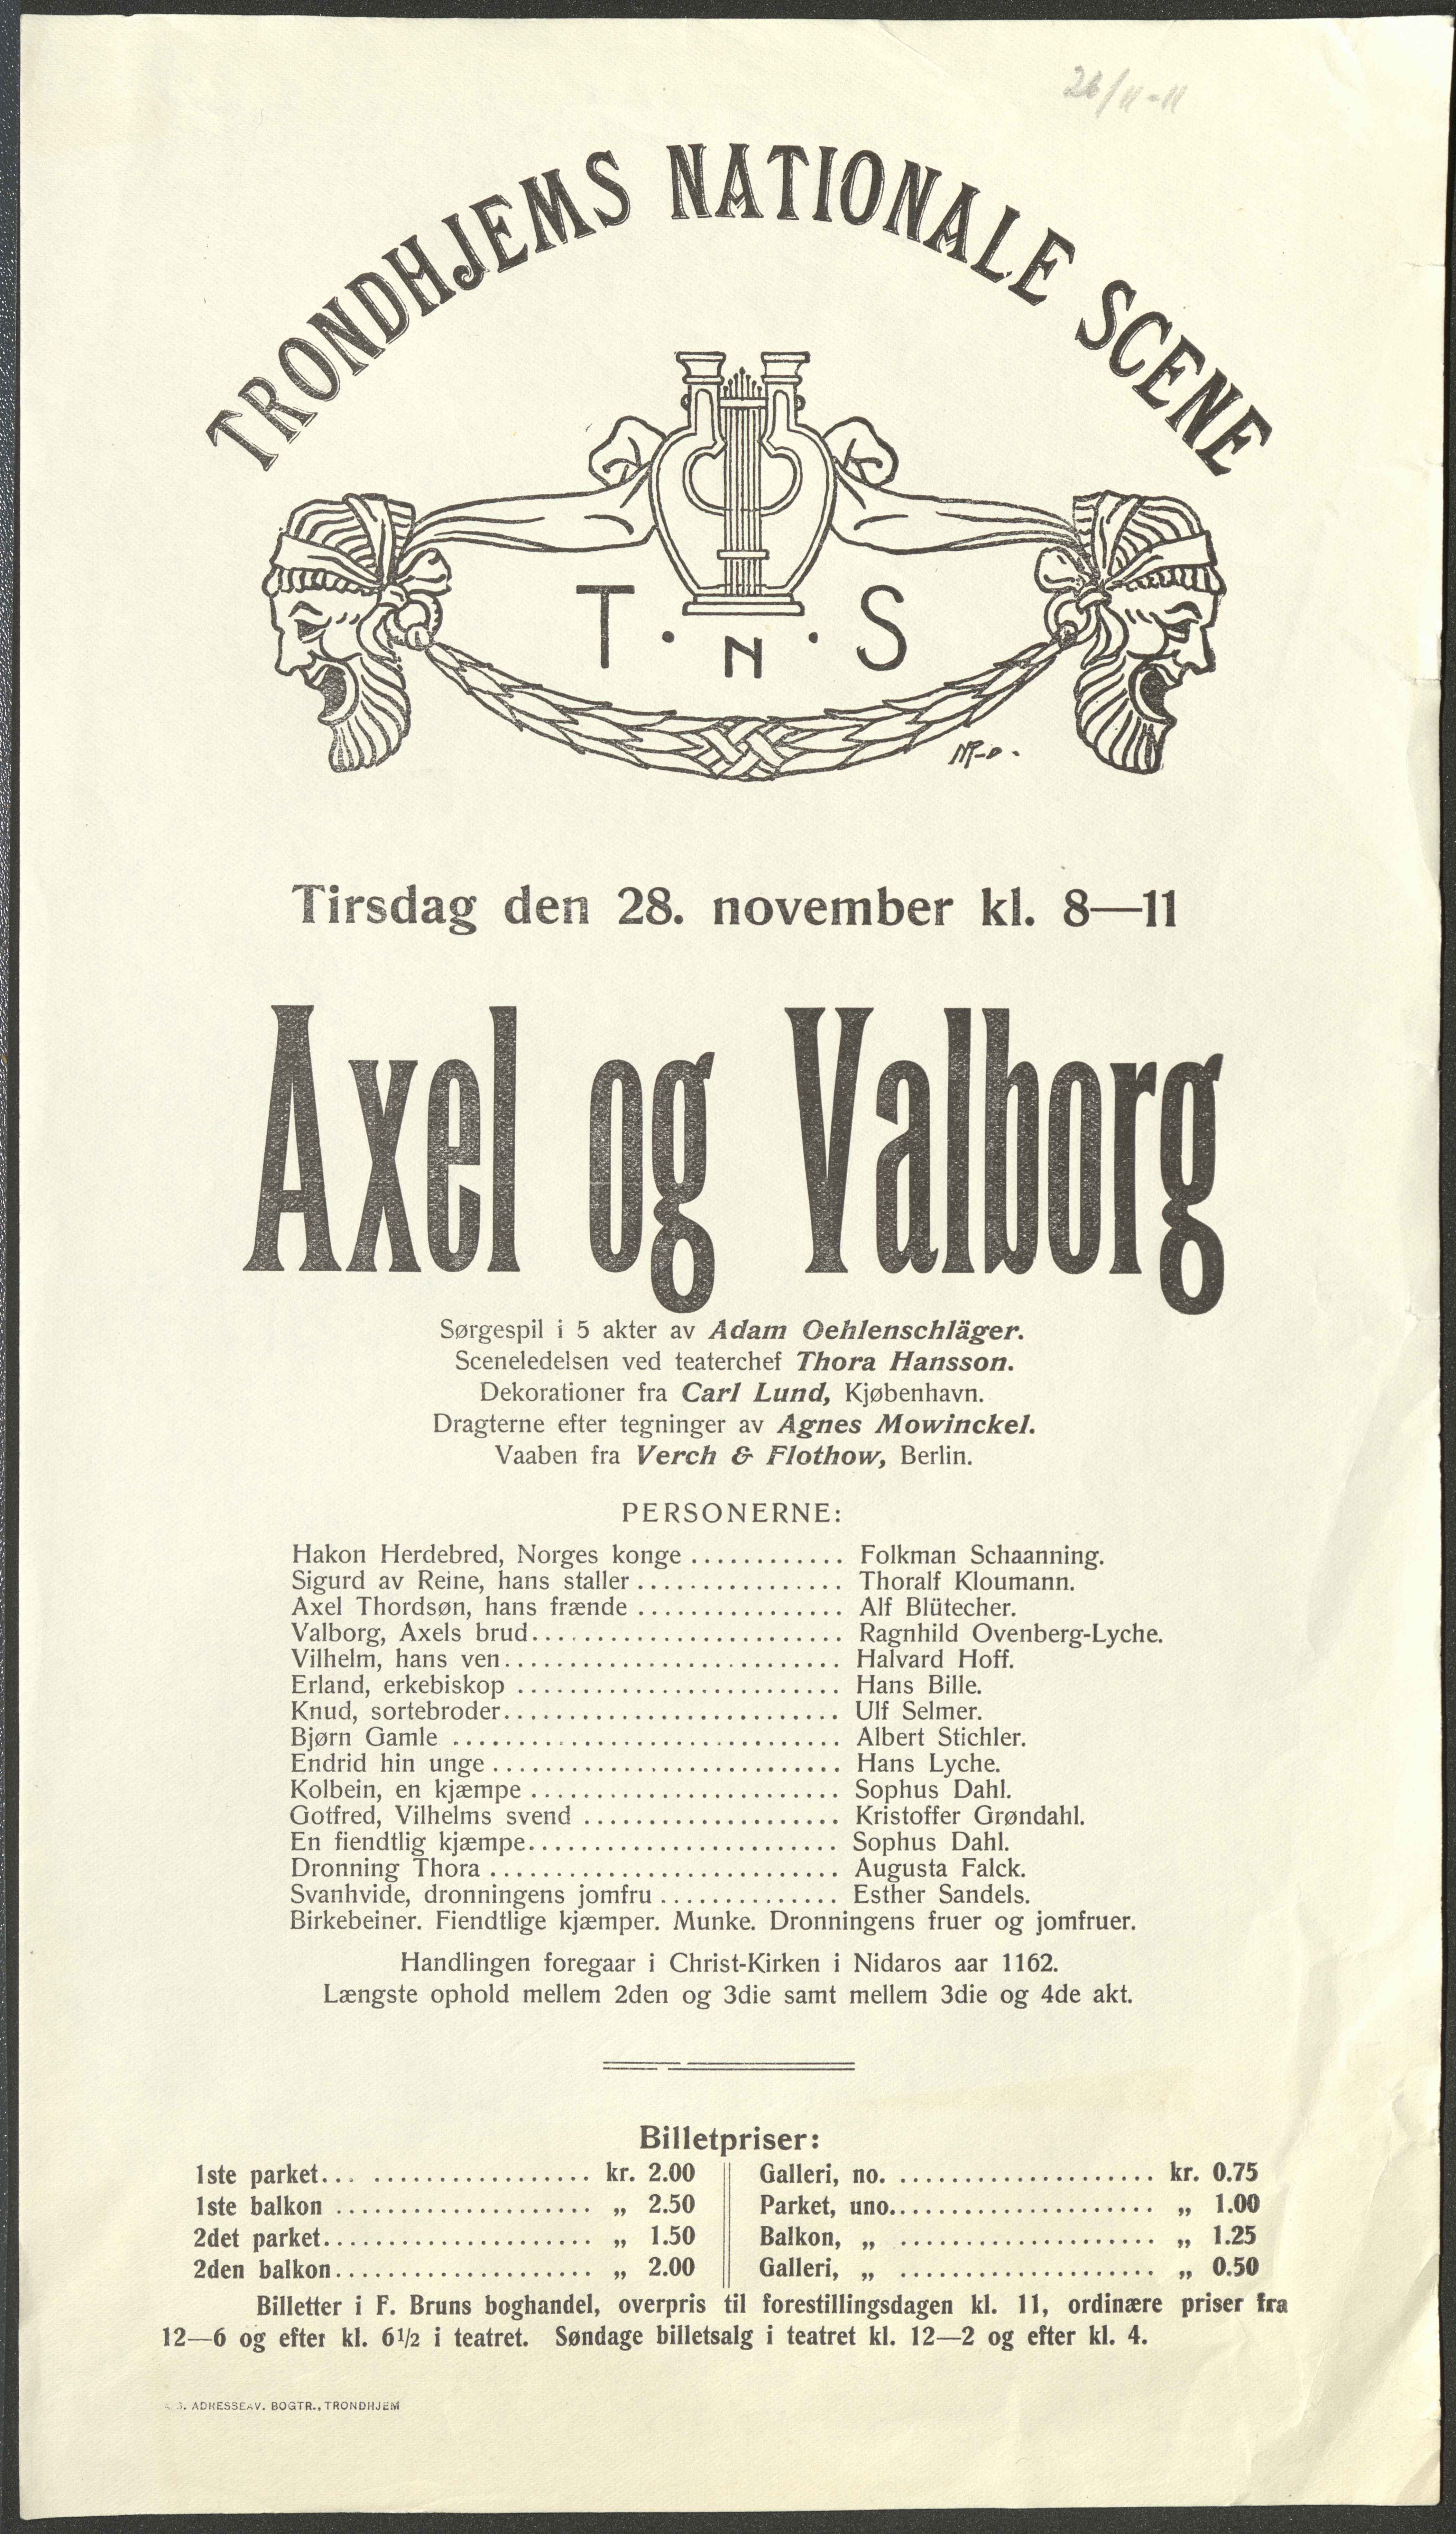 26/11-11
TRONDHJEMS NATIONALE SCENE
T. N. S
Tirsdag den 28. november kl. 8—11
Axel og Valborg
Sørgespil i 5 akter av Adam Oehlenschläger.
Sceneledelsen ved teaterchef Thora Hansson.
Dekorationer fra Carl Lund, Kjøbenhavn.
Dragterne efter tegninger av Agnes Mowinckel.
Vaaben fra Verch & Flothow, Berlin.
PERSONERNE:
Hakon Herdebred, Norges konge ............ Folkman Schaanning.
Sigurd av Reine, hans staller ................ Thoralf Kloumann.
Axel Thordsøn, hans frænde ................ Alf Blütecher.
Valborg, Axels brud........................ Ragnhild Ovenberg-Lyche.
Vilhelm, hans ven.......................... Halvard Hoff.
Erland, erkebiskop ......................... Hans Bille.
Knud, sortebroder.......................... Ulf Selmer.
Bjørn Gamle .............................. Albert Stichler.
Endrid hin unge ........................... Hans Lyche.
Kolbein, en kjæmpe ........................ Sophus Dahl.
Gotfred, Vilhelms svend .................... Kristoffer Grøndahl.
En fiendtlig kjæmpe........................ Sophus Dahl.
Dronning Thora ........................... Augusta Falck.
Svanhvide, dronningens jomfru .............. Esther Sandels.
Birkebeiner. Fiendtlige kjæmper. Munke. Dronningens fruer og jomfruer.
Handlingen foregaar i Christ-Kirken i Nidaros aar 1162.
Længste ophold mellem 2den og 3die samt mellem 3die og 4de akt.
Billetpriser:
1ste parket... ................. kr. 2.00
1ste balkon .................... „ 2.50
2det parket..................... „ 1.50
2den balkon.................... „ 2.00
Galleri, no. .................... kr. 0.75
Parket, uno..................... „ 1.00
Balkon, „ .................... „ 1.25
Galleri, „ .................... „ 0.50
Billetter i F. Bruns boghandel, overpris til forestillingsdagen kl. 11, ordinære priser fra
12—6 og efter kl. 6 1/2 i teatret. Søndage billetsalg i teatret kl. 12—2 og efter kl. 4.
ADRESSEAV. BOGTR., TRONDHJEM